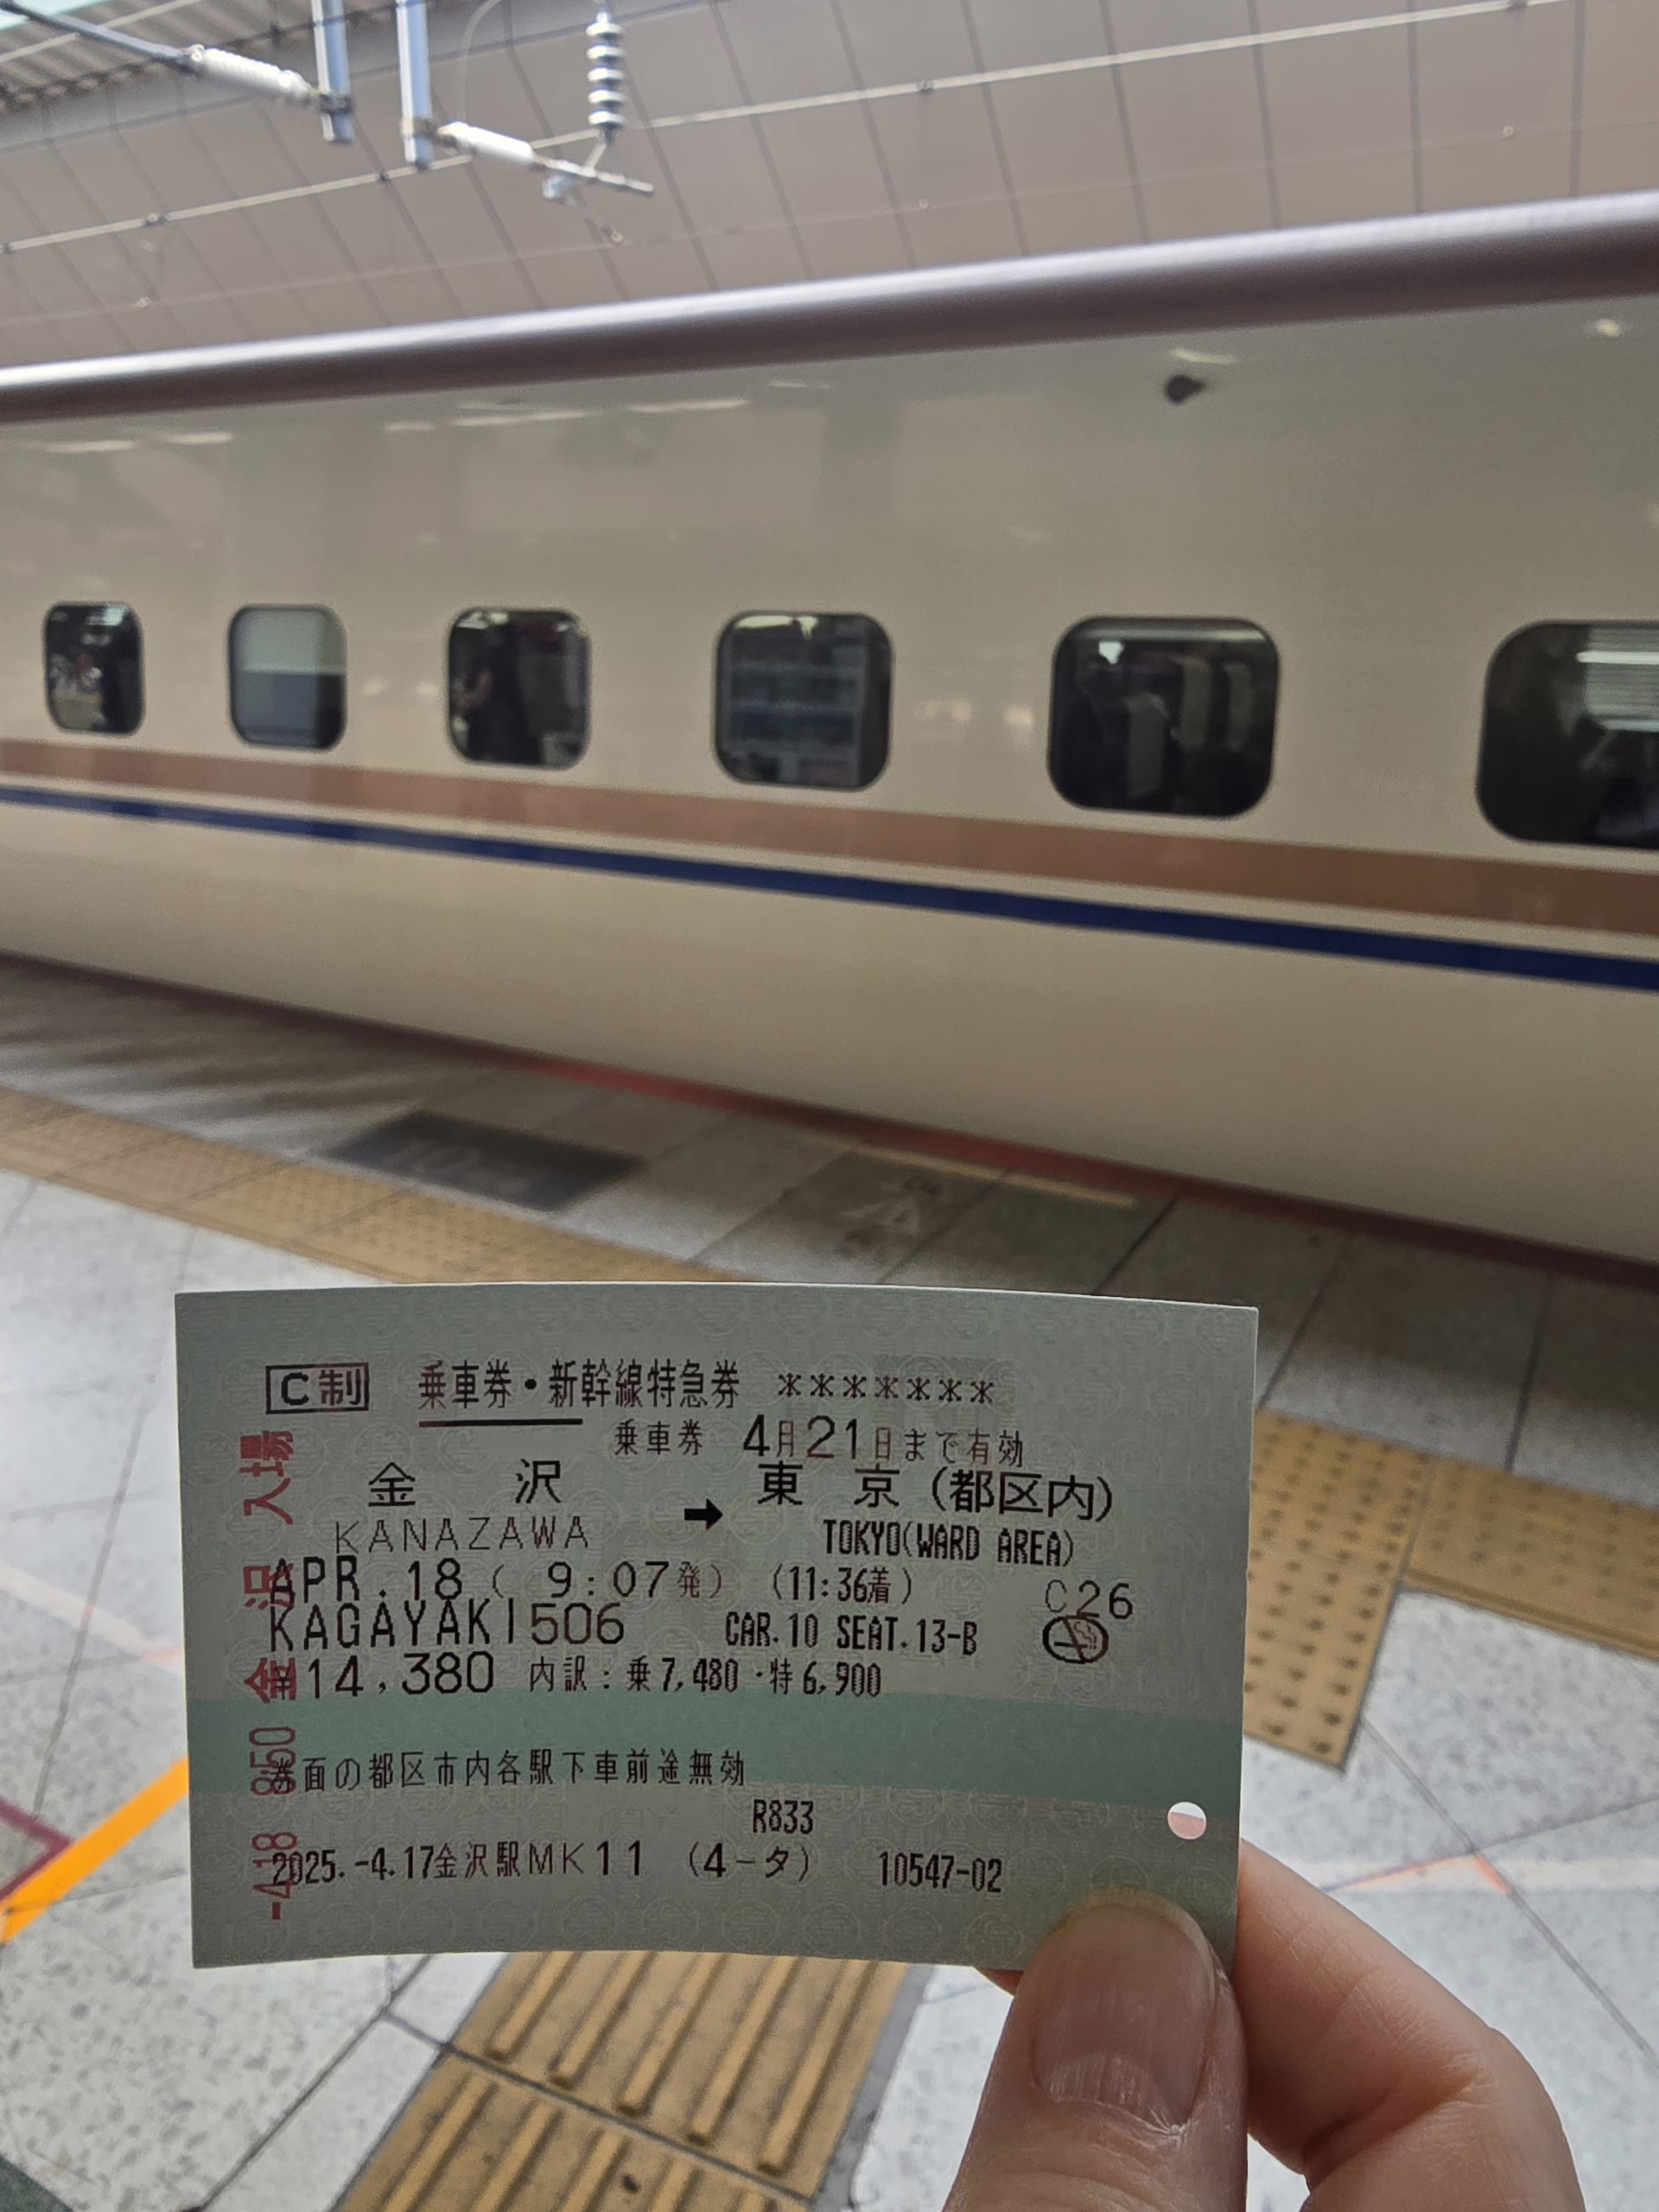 10
C制 乗車券・新幹線特急券 *******
乗車券 4月21日まで有効
金沢 → 東京(都区内)
KANAZAWA TOKYO(WARD AREA)
APR.18 ( 9:07発) (11:36着) C26
KAGAYAKI506 CAR.10 SEAT.13-B
¥14,380 内訳:乗7,480・特6,900
券面の都区市内各駅下車前途無効
R833
2025.-4.17金沢駅MK11 (4-タ) 10547-02
-4.18 850 金沢 入場